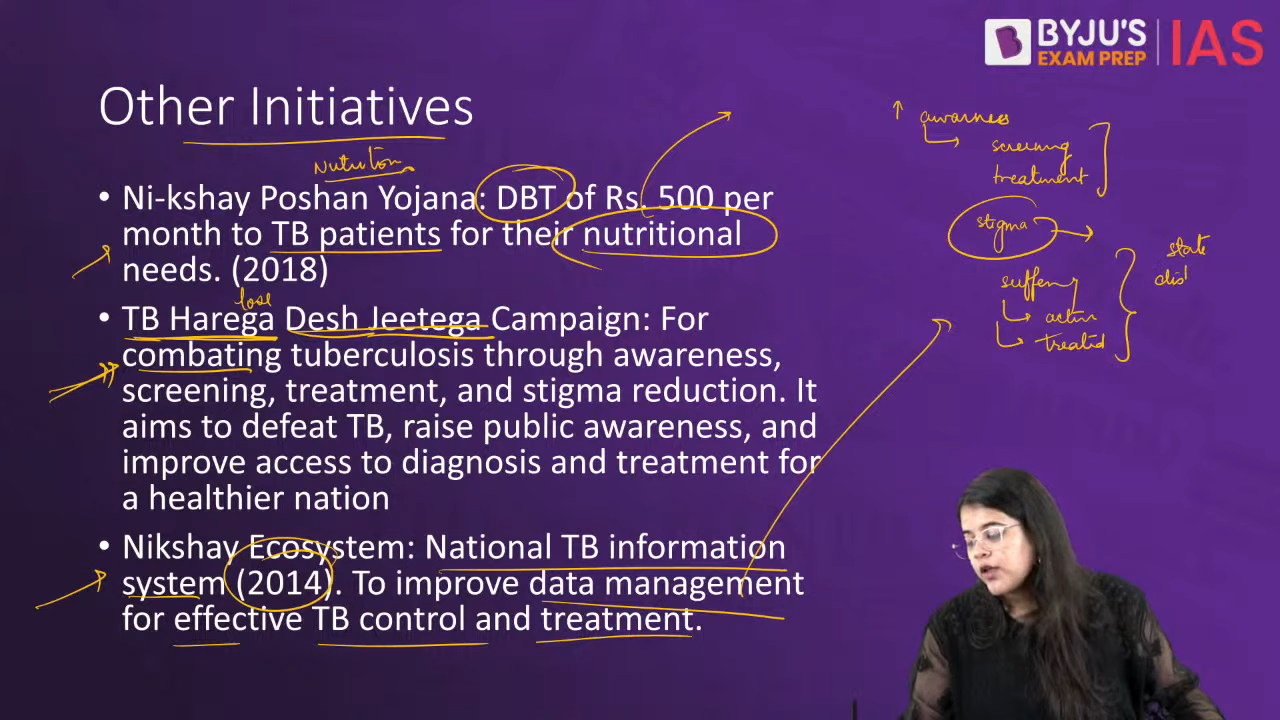 BYJU'S
EXAM PREP
IAS
Other Initiatives
Nutrition
• Ni-kshay Poshan Yojana: DBT of Rs. 500 per
month to TB patients for their nutritional
needs. (2018)
lose
• TB Harega Desh Jeetega Campaign: For
combating tuberculosis through awareness,
screening, treatment, and stigma reduction. It
aims to defeat TB, raise public awareness, and
improve access to diagnosis and treatment for
a healthier nation
• Nikshay Ecosystem: National TB information
system (2014). To improve data management
for effective TB control and treatment.
↑
screening
treatment
stigma
state
dist